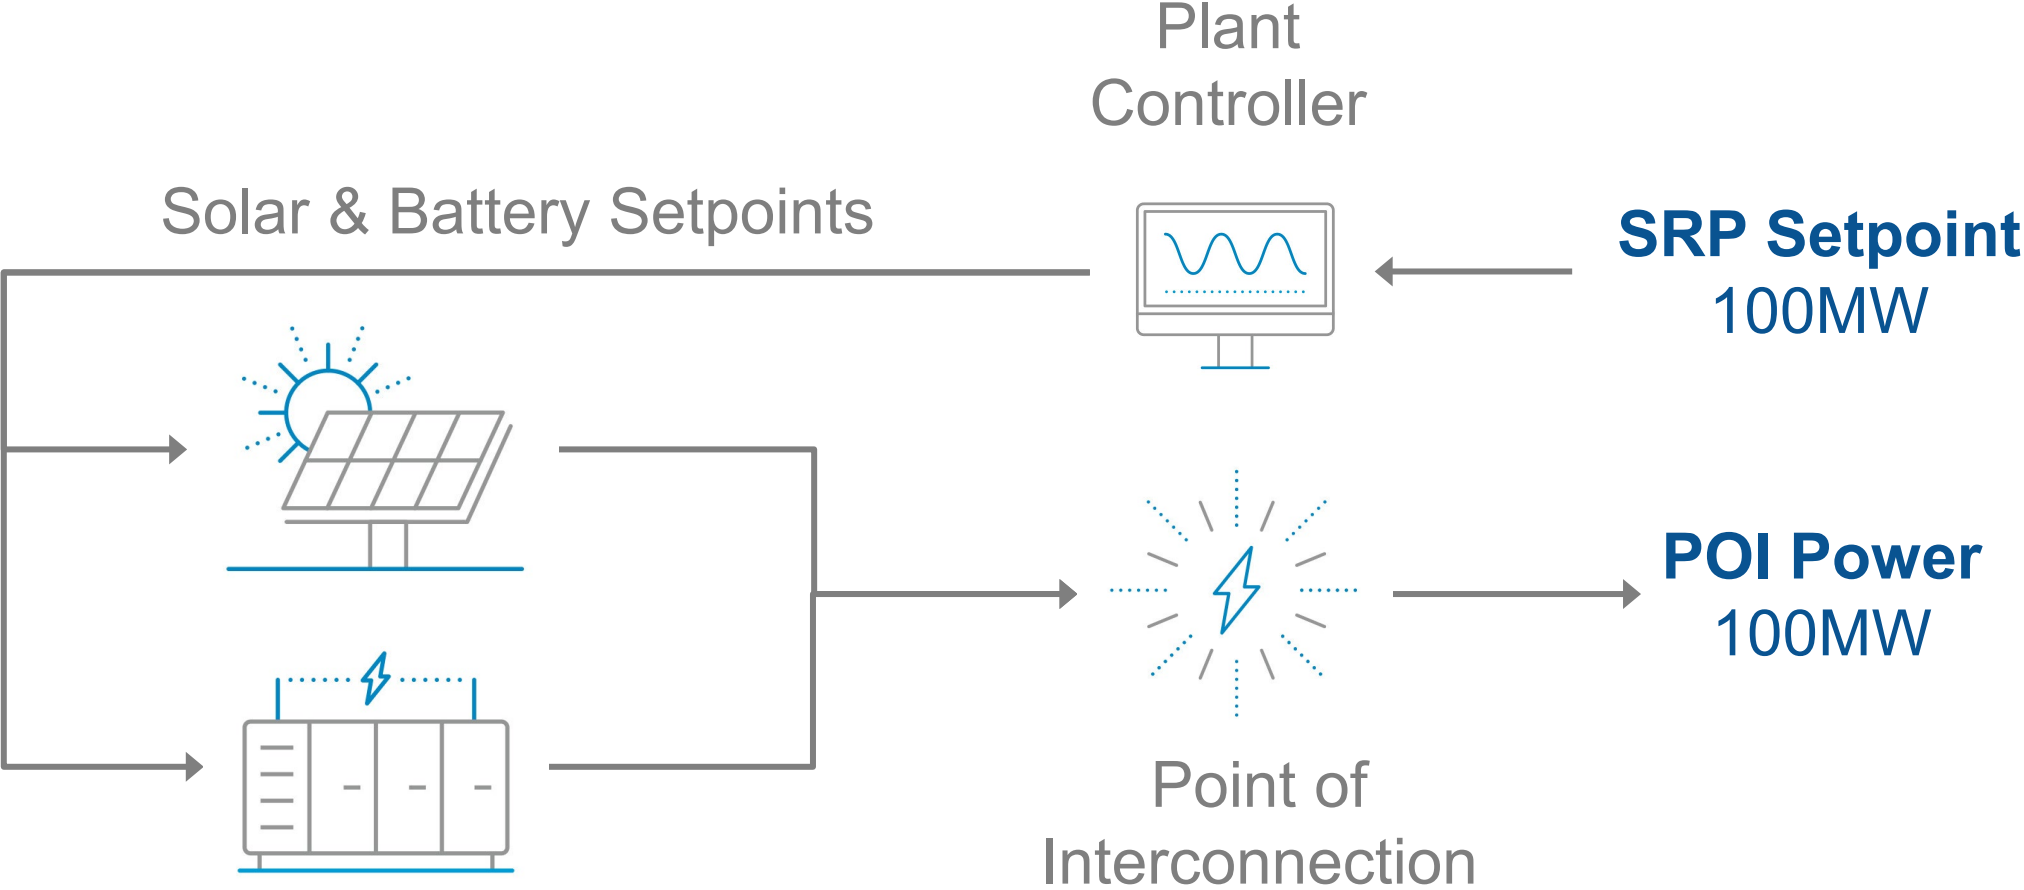 Plant
Controller
Solar & Battery Setpoints
SRP Setpoint
100MW
POI Power
100MW
Point of
Interconnection